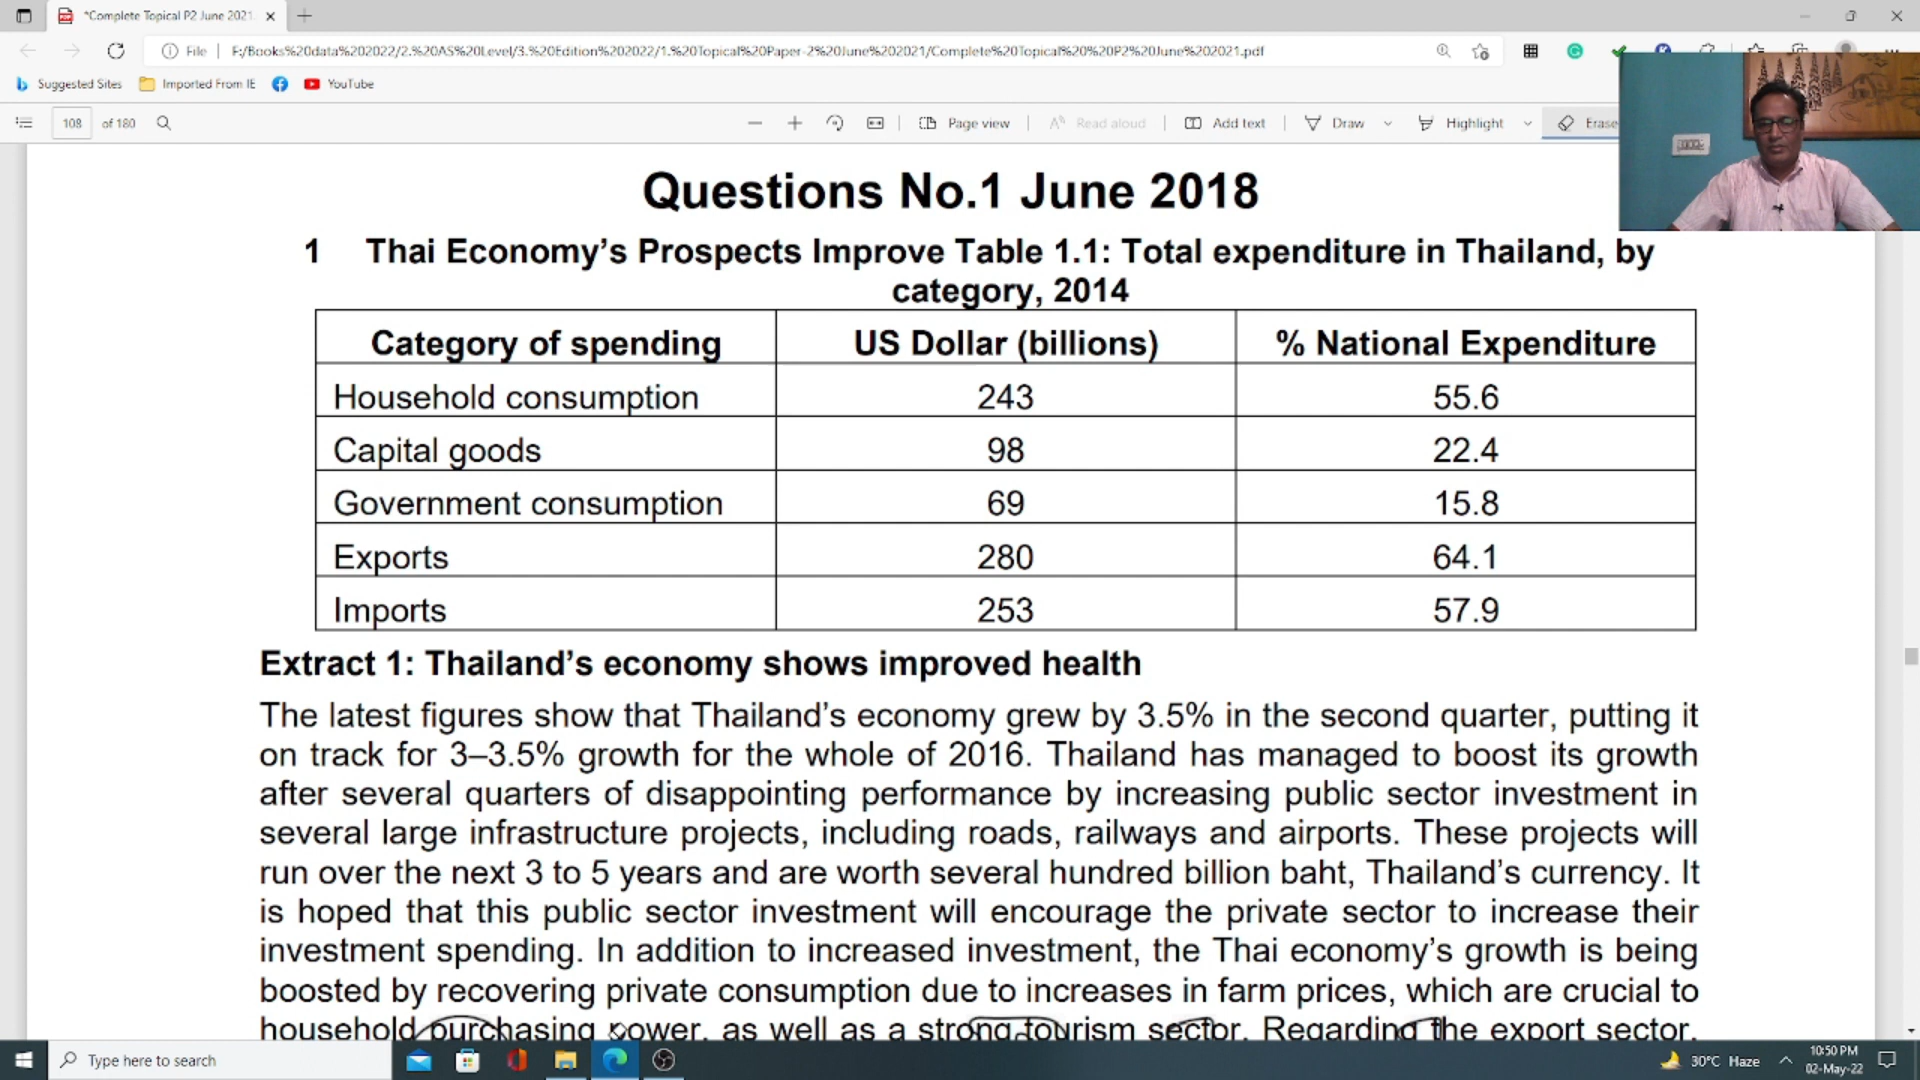 *Complete Topical P2 June 2021
File
F:/Books%20data%202022/2.%20AS%20Level/3.%20Edition%202022/1.%20Topical%20Paper-2%20June%202021/Complete%20Topical%20%20P2%20June%202021.pdf
Suggested Sites
Imported From IE
YouTube
108 of 180
Page view
Read aloud
Add text
Draw
Highlight
Erase
Questions No.1 June 2018
1 Thai Economy's Prospects Improve Table 1.1: Total expenditure in Thailand, by
category, 2014
Category of spending US Dollar (billions) % National Expenditure
Household consumption 243 55.6
Capital goods 98 22.4
Government consumption 69 15.8
Exports 280 64.1
Imports 253 57.9
Extract 1: Thailand's economy shows improved health
The latest figures show that Thailand's economy grew by 3.5% in the second quarter, putting it
on track for 3–3.5% growth for the whole of 2016. Thailand has managed to boost its growth
after several quarters of disappointing performance by increasing public sector investment in
several large infrastructure projects, including roads, railways and airports. These projects will
run over the next 3 to 5 years and are worth several hundred billion baht, Thailand's currency. It
is hoped that this public sector investment will encourage the private sector to increase their
investment spending. In addition to increased investment, the Thai economy's growth is being
boosted by recovering private consumption due to increases in farm prices, which are crucial to
household purchasing power, as well as a strong tourism sector. Regarding the export sector,
Type here to search
30°C Haze
10:50 PM
02-May-22